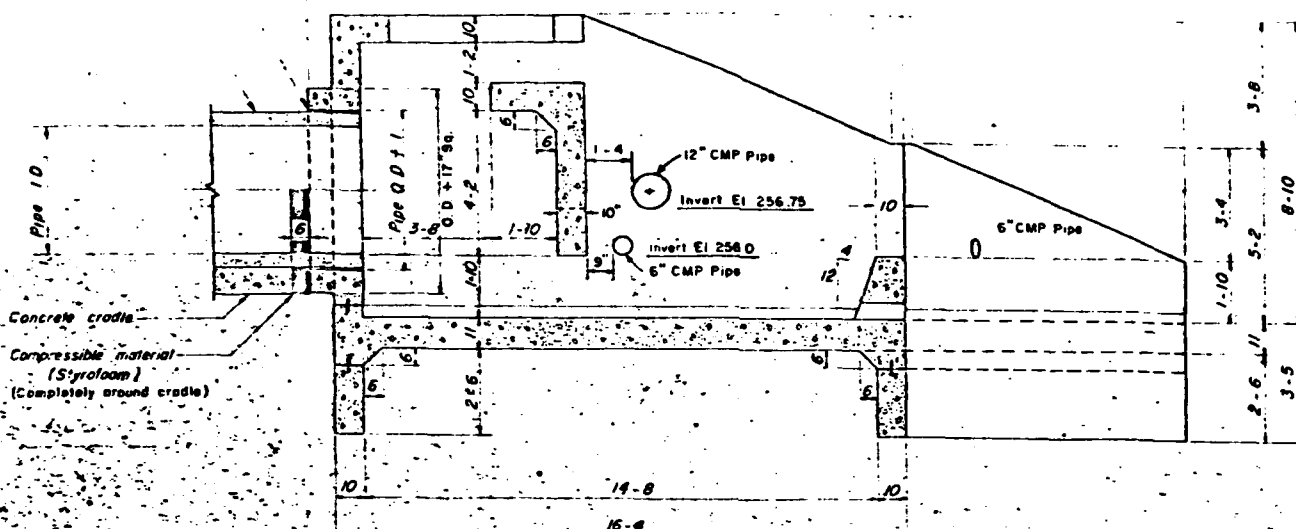 10
1-2
10
3-8
6
6
1-4
12" CMP Pipe
Pipe I D
Pipe O D + 1
O. D + 17" Sq.
4-2
Invert El 256.75
10
3-4
8-10
6
3-8
1-10
10"
6" CMP Pipe
5-2
Invert El 256.0
9
6" CMP Pipe
12
4
1-10
1-10
Concrete cradle
11
11
Compressible material
(Styrofoam)
(Completely around cradle)
6
6
6
6
2-6
2-6
3-5
10
14-8
10
16-4